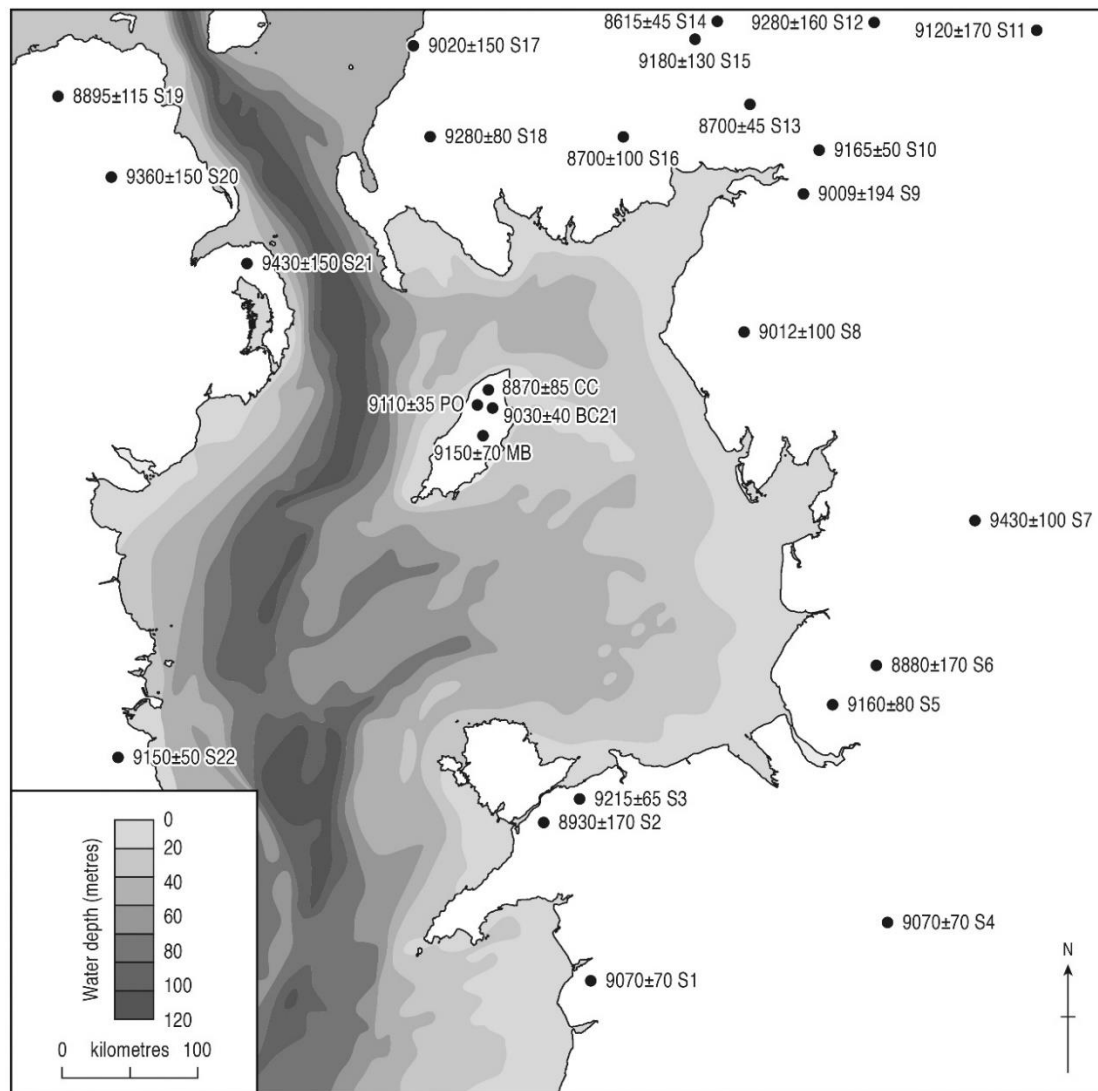 8615±45 S14
9280±160 S12
9120±170 S11
9020±150 S17
9180±130 S15
8895±115 S19
8700±45 S13
9280±80 S18
8700±100 S16
9165±50 S10
9360±150 S20
9009±194 S9
9430±150 S21
9012±100 S8
8870±85 CC
9110±35 PO
9030±40 BC21
9150±70 MB
9430±100 S7
8880±170 S6
9160±80 S5
9150±50 S22
9215±65 S3
8930±170 S2
9070±70 S4
9070±70 S1
Water depth (metres)
0
20
40
60
80
100
120
0 kilometres 100
N